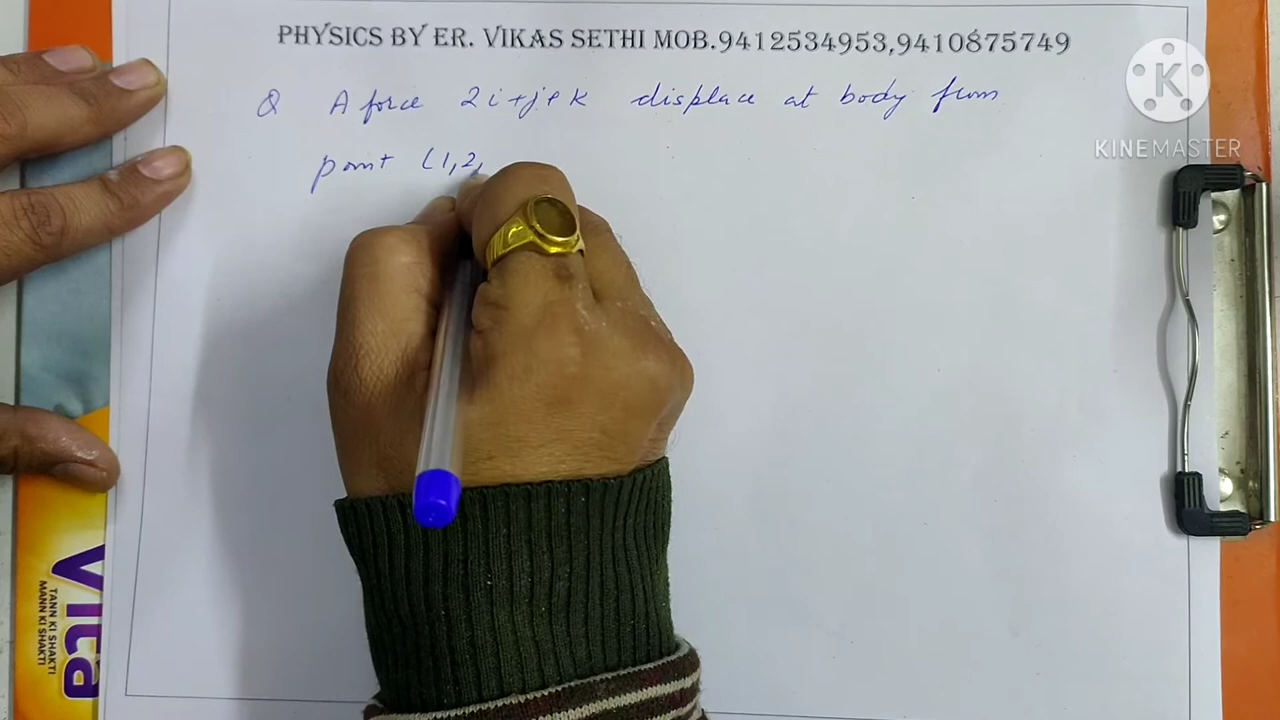 PHYSICS BY ER. VIKAS SETHI MOB.9412534953,9410875749
KINEMASTER
Q A force 2i+j+k displace at body from
point (1,2,
Vita
TANN KI SHAKTI
MANN KI SHAKTI